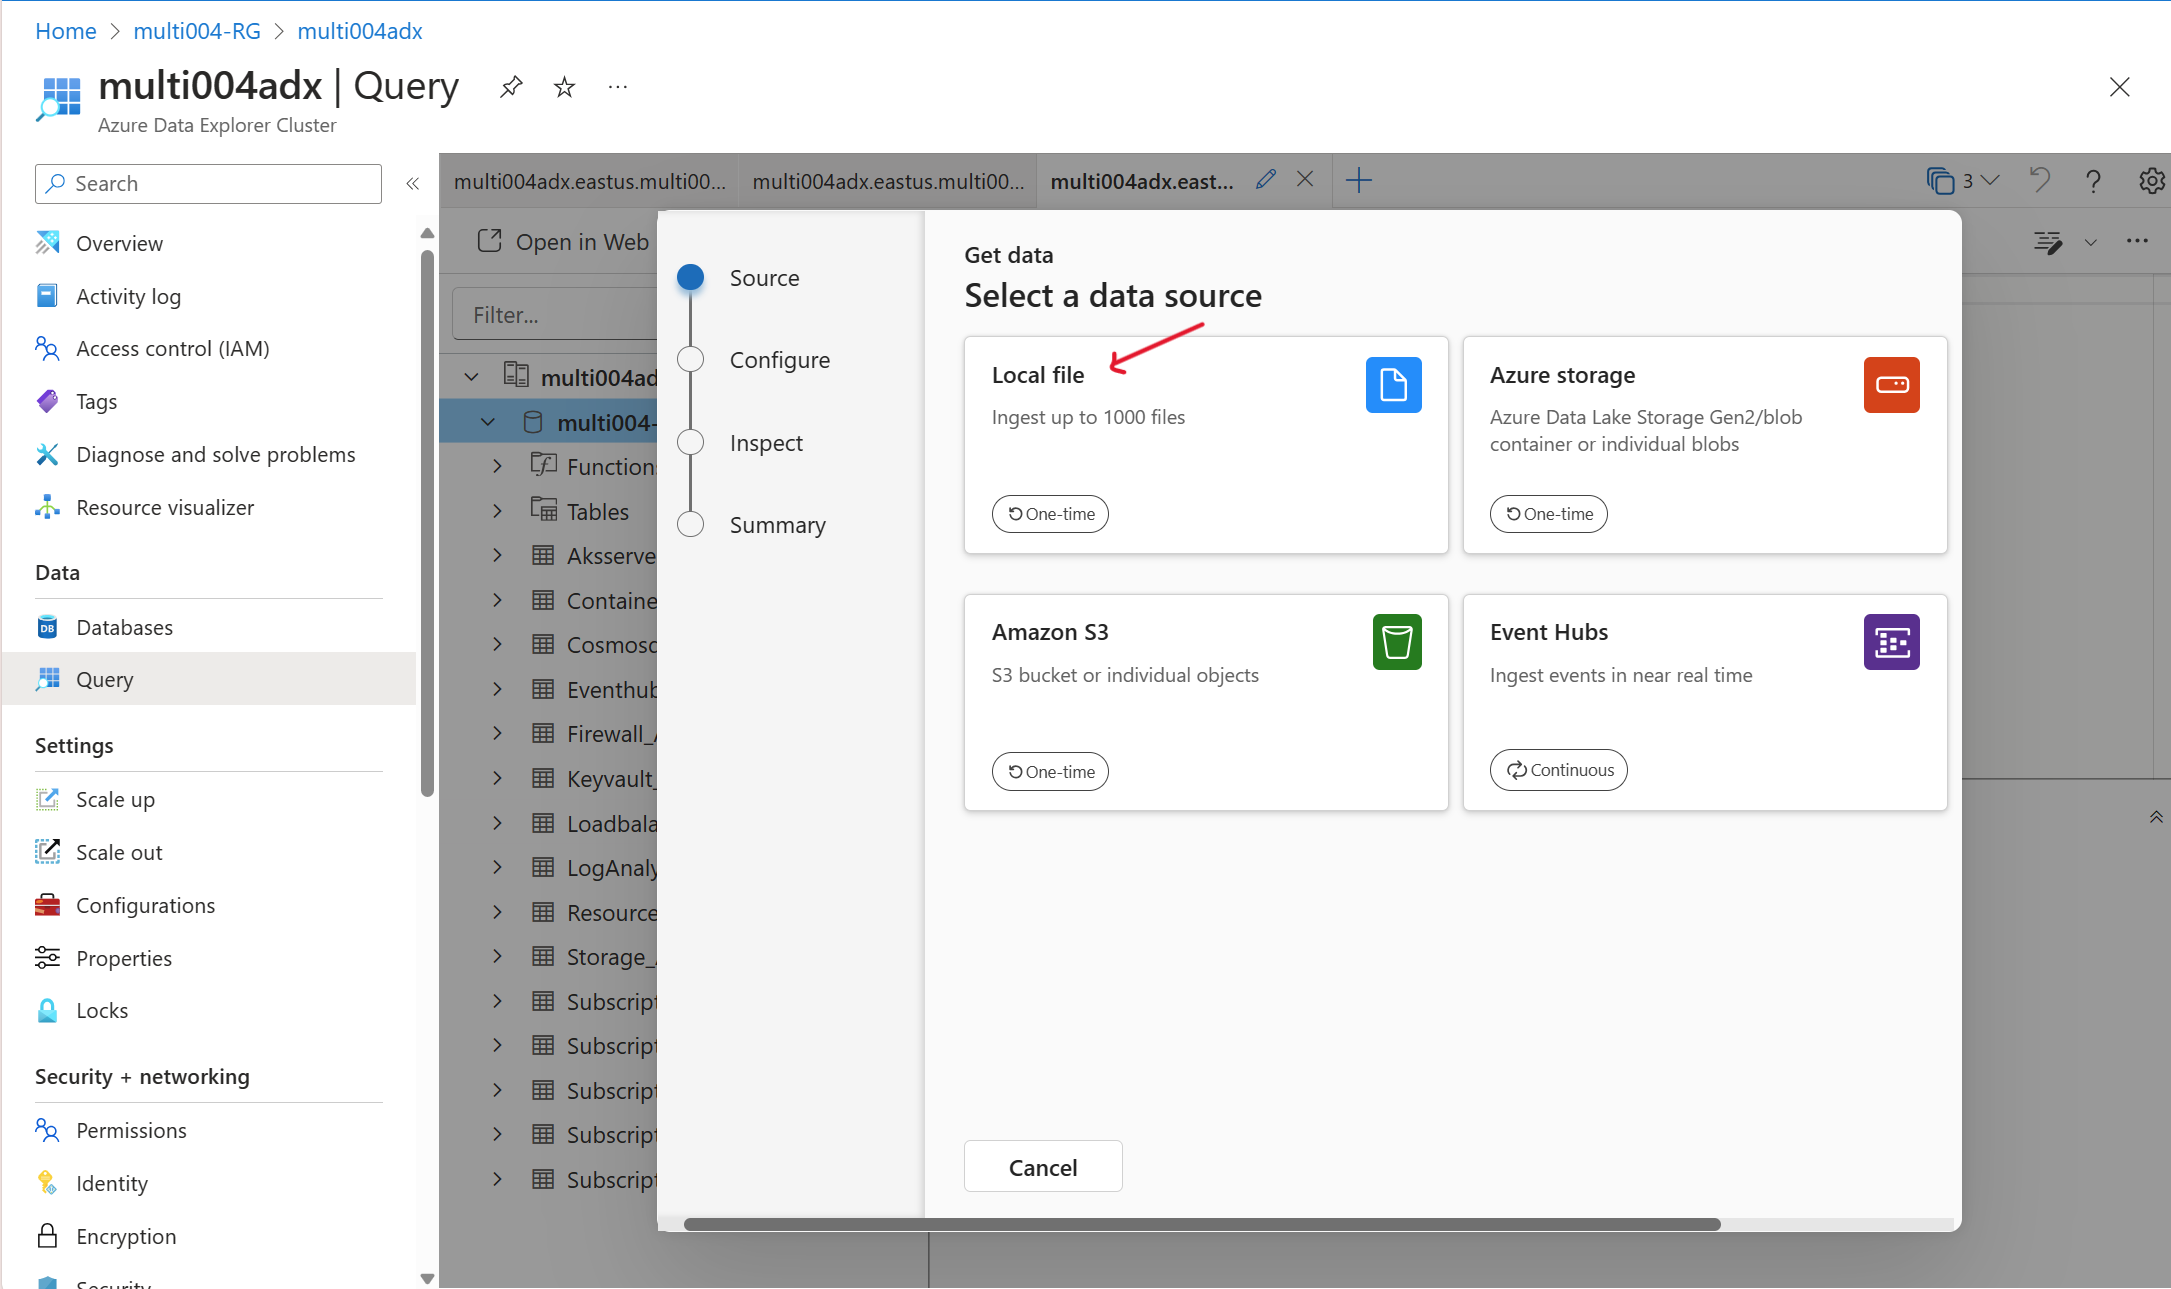 Home > multi004-RG > multi004adx
multi004adx | Query
Azure Data Explorer Cluster
Search
Overview
Activity log
Access control (IAM)
Tags
Diagnose and solve problems
Resource visualizer
Data
Databases
Query
Settings
Scale up
Scale out
Configurations
Properties
Locks
Security + networking
Permissions
Identity
Encryption
Security
multi004adx.eastus.multi00...
multi004adx.eastus.multi00...
multi004adx.east...
3
Open in Web
Filter...
multi004ad
multi004-
Function
Tables
Aksserve
Containe
Cosmosd
Eventhub
Firewall_
Keyvault_
Loadbala
LogAnaly
Resource
Storage_
Subscript
Subscript
Subscript
Subscript
Subscript
Source
Configure
Inspect
Summary
Get data
Select a data source
Local file
Ingest up to 1000 files
One-time
Azure storage
Azure Data Lake Storage Gen2/blob
container or individual blobs
One-time
Amazon S3
S3 bucket or individual objects
One-time
Event Hubs
Ingest events in near real time
Continuous
Cancel